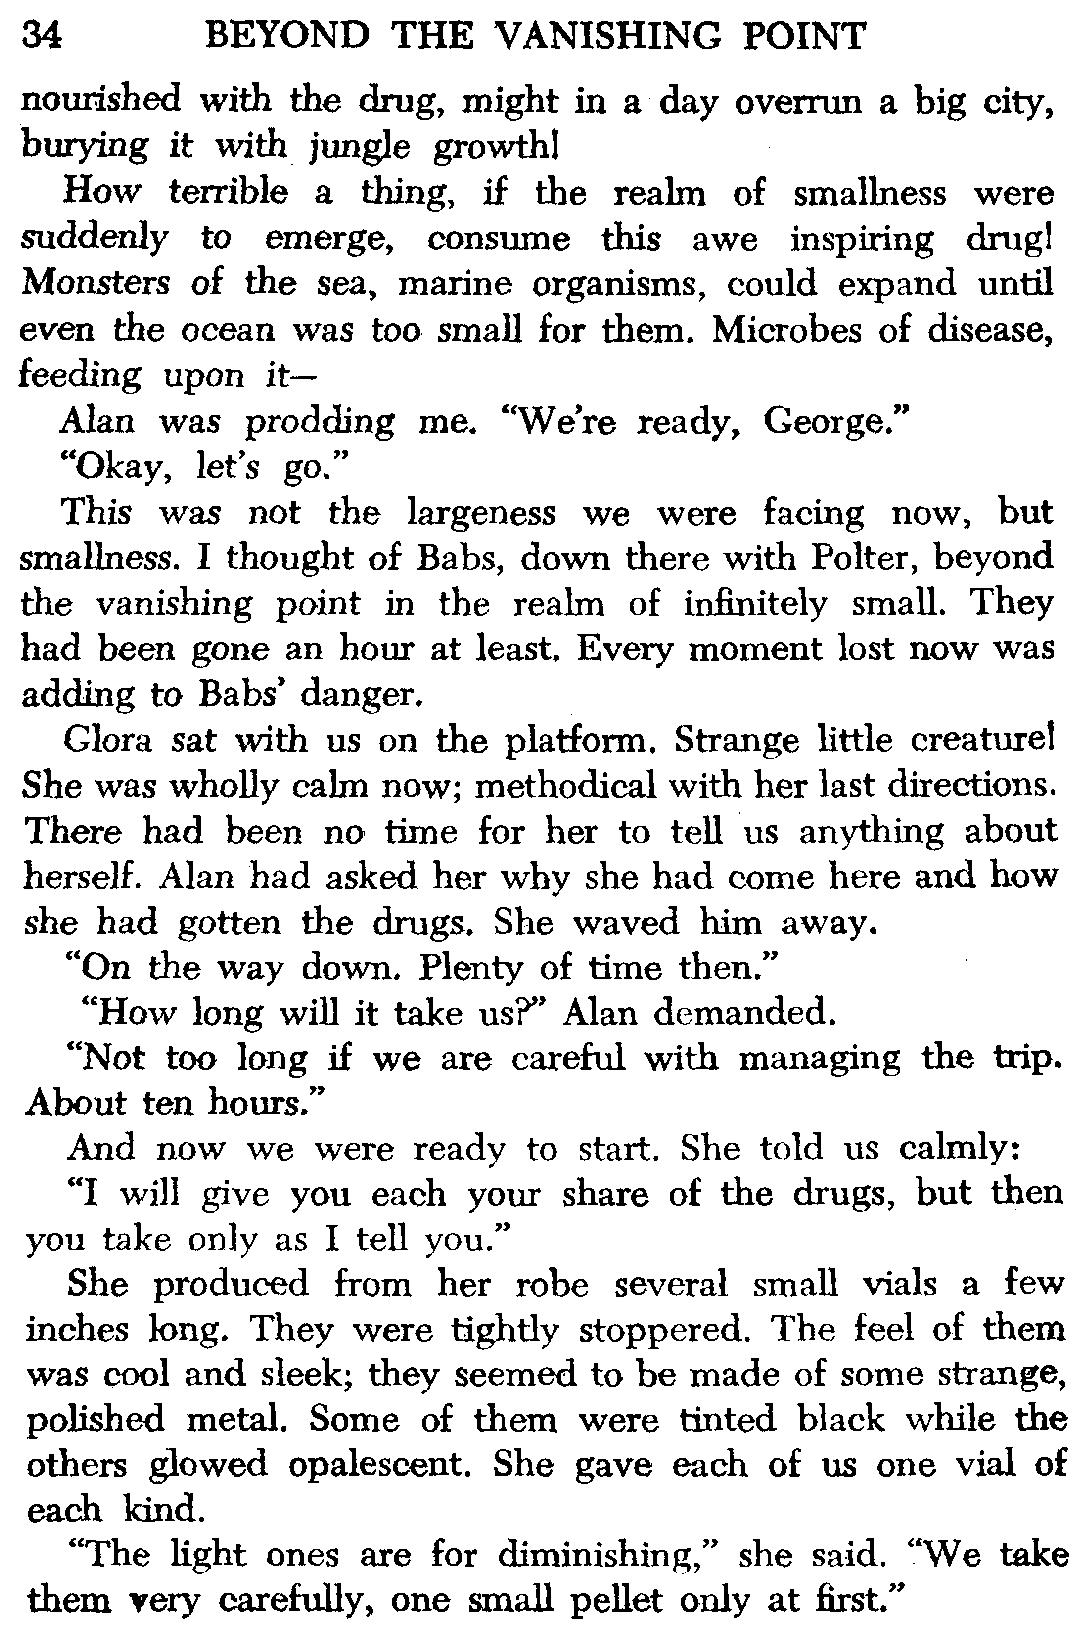 34 BEYOND THE VANISHING POINT
nourished with the drug, might in a day overrun a big city,
burying it with jungle growth!
How terrible a thing, if the realm of smallness were
suddenly to emerge, consume this awe inspiring drug!
Monsters of the sea, marine organisms, could expand until
even the ocean was too small for them. Microbes of disease,
feeding upon it—
Alan was prodding me. “We’re ready, George.”
“Okay, let’s go.”
This was not the largeness we were facing now, but
smallness. I thought of Babs, down there with Polter, beyond
the vanishing point in the realm of infinitely small. They
had been gone an hour at least. Every moment lost now was
adding to Babs’ danger.
Glora sat with us on the platform. Strange little creature!
She was wholly calm now; methodical with her last directions.
There had been no time for her to tell us anything about
herself. Alan had asked her why she had come here and how
she had gotten the drugs. She waved him away.
“On the way down. Plenty of time then.”
“How long will it take us?” Alan demanded.
“Not too long if we are careful with managing the trip.
About ten hours.”
And now we were ready to start. She told us calmly:
“I will give you each your share of the drugs, but then
you take only as I tell you.”
She produced from her robe several small vials a few
inches long. They were tightly stoppered. The feel of them
was cool and sleek; they seemed to be made of some strange,
polished metal. Some of them were tinted black while the
others glowed opalescent. She gave each of us one vial of
each kind.
“The light ones are for diminishing,” she said. “We take
them very carefully, one small pellet only at first.”